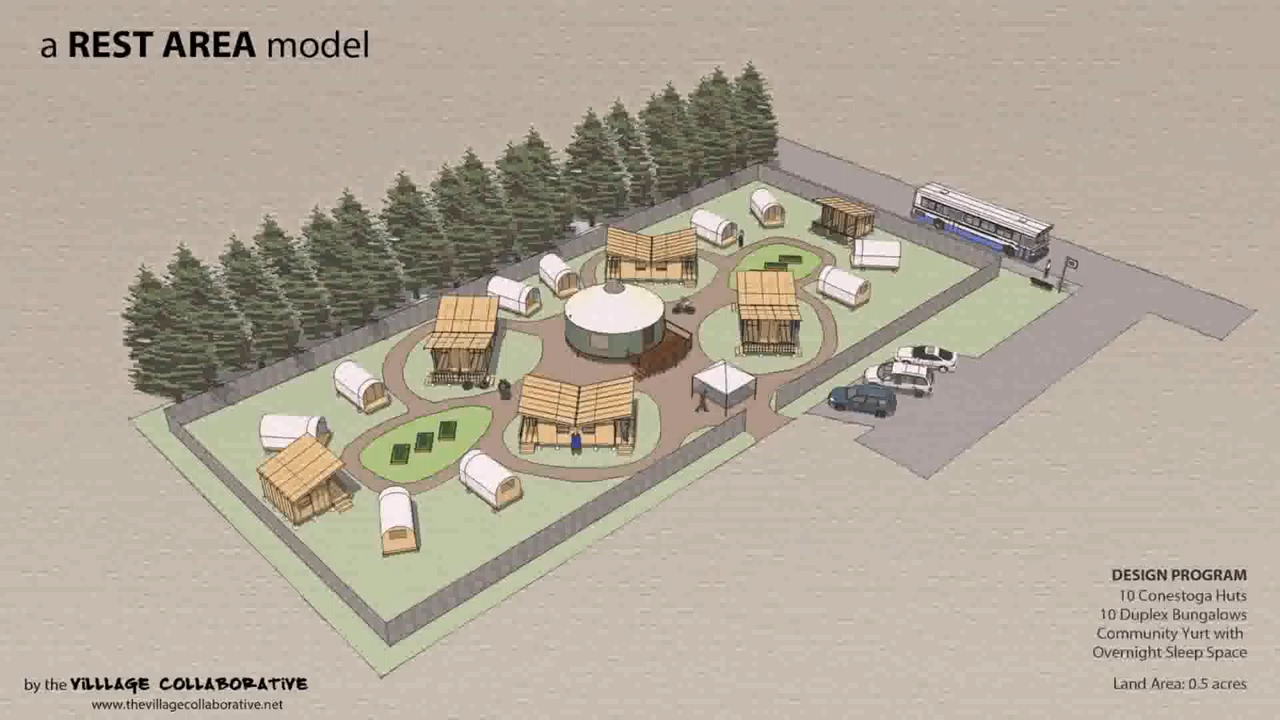 a REST AREA model
DESIGN PROGRAM
10 Conestoga Huts
10 Duplex Bungalows
Community Yurt with
Overnight Sleep Space
Land Area: 0.5 acres
by the ViLLLAGE COLLABORATiVE
www.thevillagecollaborative.net